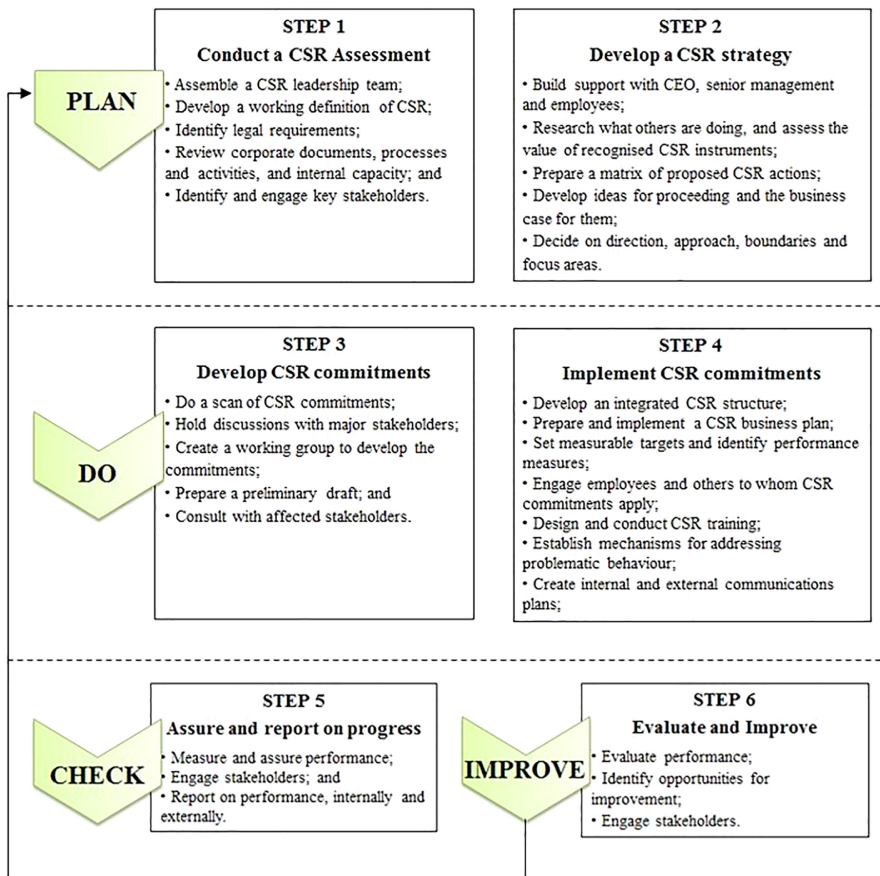 PLAN
STEP 1
Conduct a CSR Assessment
• Assemble a CSR leadership team;
• Develop a working definition of CSR;
• Identify legal requirements;
• Review corporate documents, processes
and activities, and internal capacity; and
• Identify and engage key stakeholders.
STEP 2
Develop a CSR strategy
• Build support with CEO, senior management
and employees;
• Research what others are doing, and assess the
value of recognised CSR instruments;
• Prepare a matrix of proposed CSR actions;
• Develop ideas for proceeding and the business
case for them;
• Decide on direction, approach, boundaries and
focus areas.
DO
STEP 3
Develop CSR commitments
• Do a scan of CSR commitments;
• Hold discussions with major stakeholders;
• Create a working group to develop the
commitments;
• Prepare a preliminary draft; and
• Consult with affected stakeholders.
STEP 4
Implement CSR commitments
• Develop an integrated CSR structure;
• Prepare and implement a CSR business plan;
• Set measurable targets and identify performance
measures;
• Engage employees and others to whom CSR
commitments apply;
• Design and conduct CSR training;
• Establish mechanisms for addressing
problematic behaviour;
• Create internal and external communications
plans;
CHECK
STEP 5
Assure and report on progress
• Measure and assure performance;
• Engage stakeholders; and
• Report on performance, internally and
externally.
IMPROVE
STEP 6
Evaluate and Improve
• Evaluate performance;
• Identify opportunities for
improvement;
• Engage stakeholders.